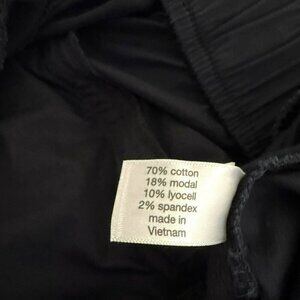 70% cotton
18% modal
10% lyocell
2% spandex
made in
Vietnam